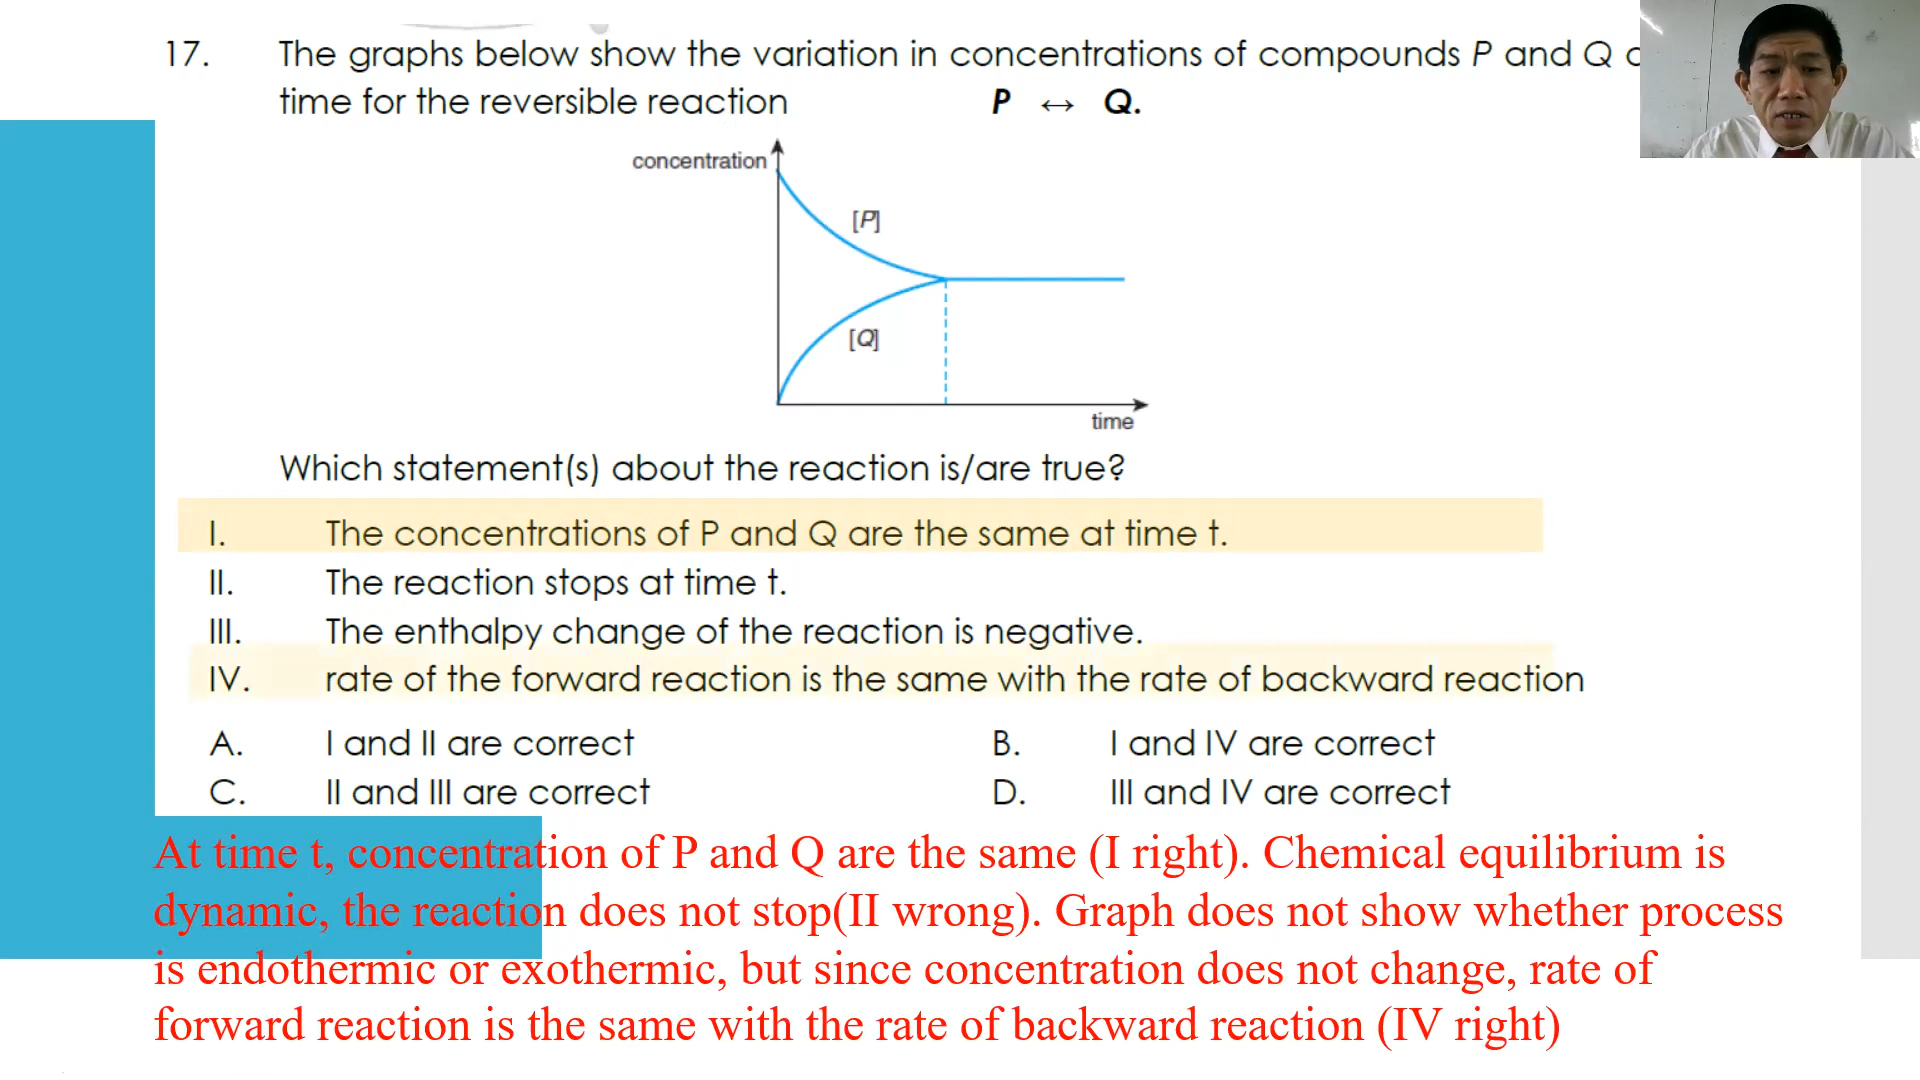 17. The graphs below show the variation in concentrations of compounds P and Q
time for the reversible reaction P ↔ Q.
concentration
[P]
[Q]
time
Which statement(s) about the reaction is/are true?
I. The concentrations of P and Q are the same at time t.
II. The reaction stops at time t.
III. The enthalpy change of the reaction is negative.
IV. rate of the forward reaction is the same with the rate of backward reaction
A. I and II are correct B. I and IV are correct
C. II and III are correct D. III and IV are correct
At time t, concentration of P and Q are the same (I right). Chemical equilibrium is
dynamic, the reaction does not stop(II wrong). Graph does not show whether process
is endothermic or exothermic, but since concentration does not change, rate of
forward reaction is the same with the rate of backward reaction (IV right)